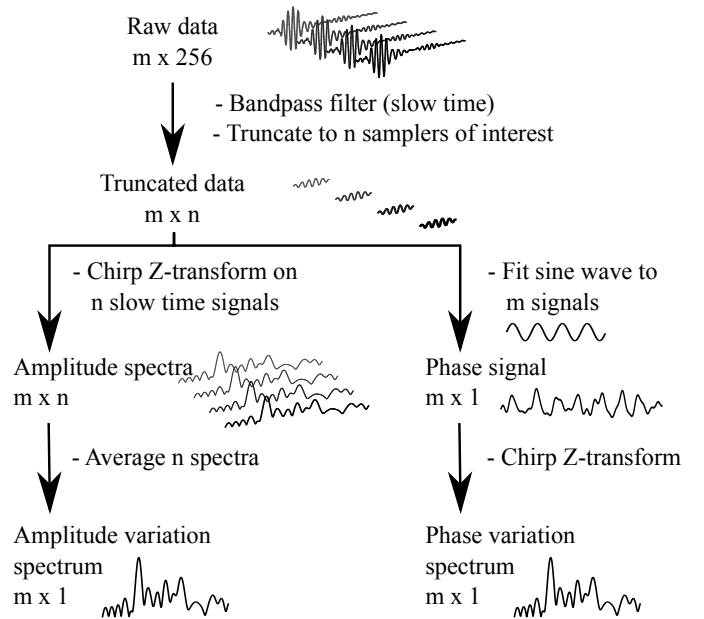 Raw data
m x 256
- Bandpass filter (slow time)
- Truncate to n samplers of interest
Truncated data
m x n
- Chirp Z-transform on
n slow time signals
- Fit sine wave to
m signals
Amplitude spectra
m x n
Phase signal
m x 1
- Average n spectra
- Chirp Z-transform
Amplitude variation
spectrum
m x 1
Phase variation
spectrum
m x 1